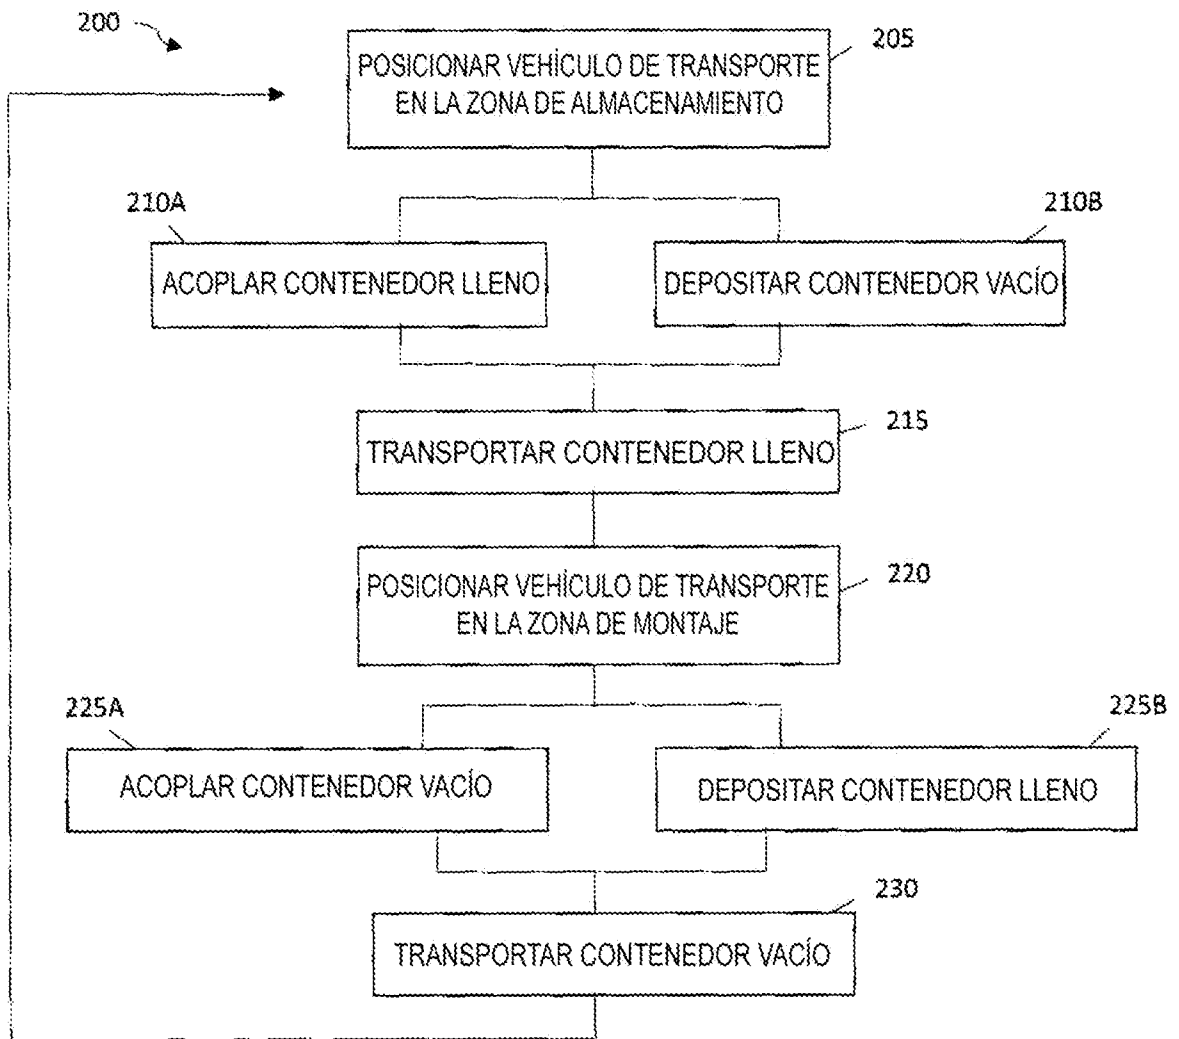 200
205
POSICIONAR VEHÍCULO DE TRANSPORTE
EN LA ZONA DE ALMACENAMIENTO
210A
210B
ACOPLAR CONTENEDOR LLENO
DEPOSITAR CONTENEDOR VACÍO
215
TRANSPORTAR CONTENEDOR LLENO
220
POSICIONAR VEHÍCULO DE TRANSPORTE
EN LA ZONA DE MONTAJE
225A
225B
ACOPLAR CONTENEDOR VACÍO
DEPOSITAR CONTENEDOR LLENO
230
TRANSPORTAR CONTENEDOR VACÍO